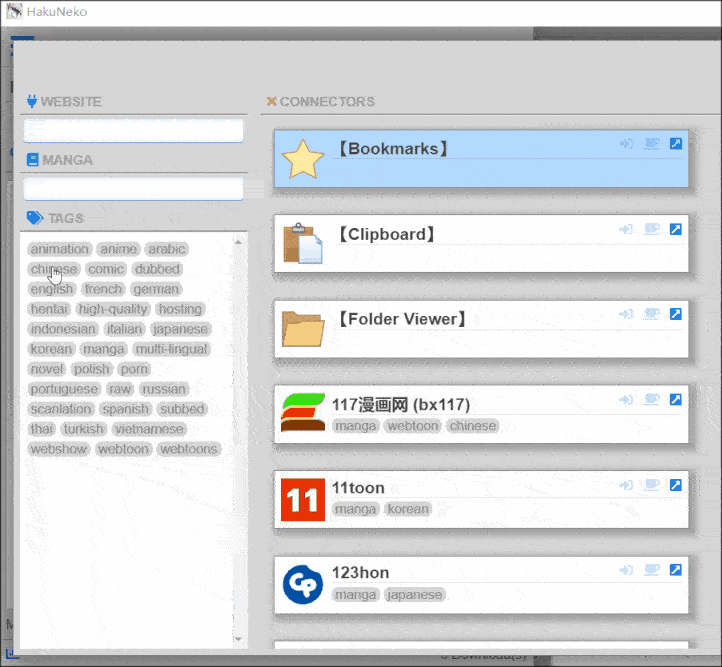 HakuNeko
WEBSITE
MANGA
TAGS
animation anime arabic
chinese comic dubbed
english french german
hentai high-quality hosting
indonesian italian japanese
korean manga multi-lingual
novel polish porn
portuguese raw russian
scanlation spanish subbed
thai turkish vietnamese
webshow webtoon webtoons
CONNECTORS
【Bookmarks】
【Clipboard】
【Folder Viewer】
117漫画网 (bx117)
manga webtoon chinese
11
11toon
manga korean
CP
123hon
manga japanese